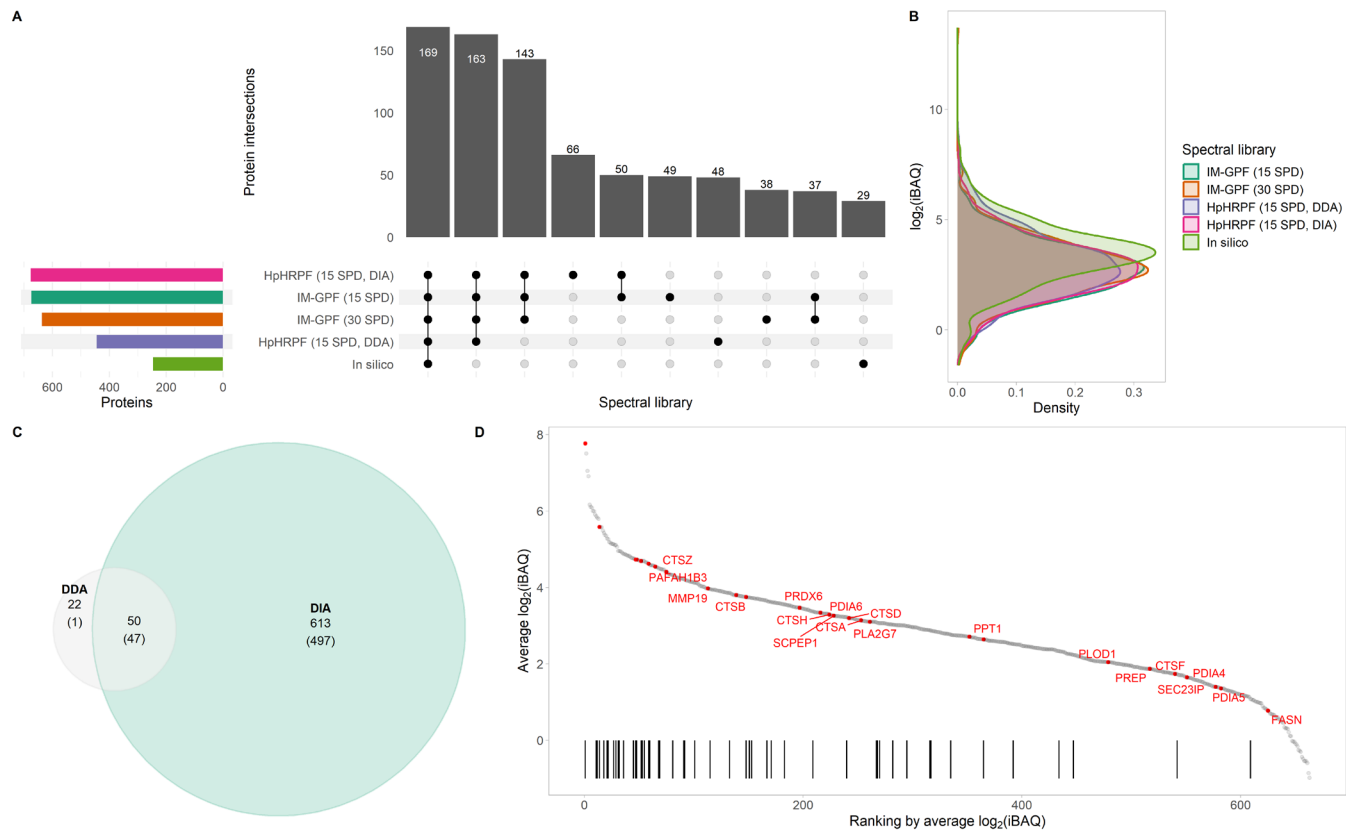 A
Protein intersections
150
100
50
0
169
163
143
66
50
49
48
38
37
29
HpHRPF (15 SPD, DIA)
IM-GPF (15 SPD)
IM-GPF (30 SPD)
HpHRPF (15 SPD, DDA)
In silico
600
400
200
0
Proteins
Spectral library
B
log2(iBAQ)
10
5
0
0.0
0.1
0.2
0.3
Density
Spectral library
IM-GPF (15 SPD)
IM-GPF (30 SPD)
HpHRPF (15 SPD, DDA)
HpHRPF (15 SPD, DIA)
In silico
C
DDA
22
(1)
50
(47)
DIA
613
(497)
D
Average log2(iBAQ)
8
6
4
2
0
CTSZ
PAFAH1B3
MMP19
CTSB
PRDX6
PDIA6
CTSD
CTSH
CTSA
SCPEP1
PLA2G7
PPT1
PLOD1
CTSF
PREP
PDIA4
SEC23IP
PDIA5
FASN
0
200
400
600
Ranking by average log2(iBAQ)